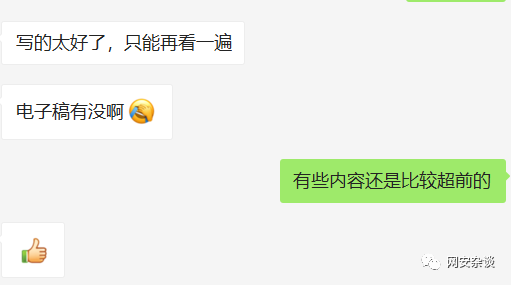 写的太好了，只能再看一遍
电子稿有没啊
有些内容还是比较超前的
网安杂谈